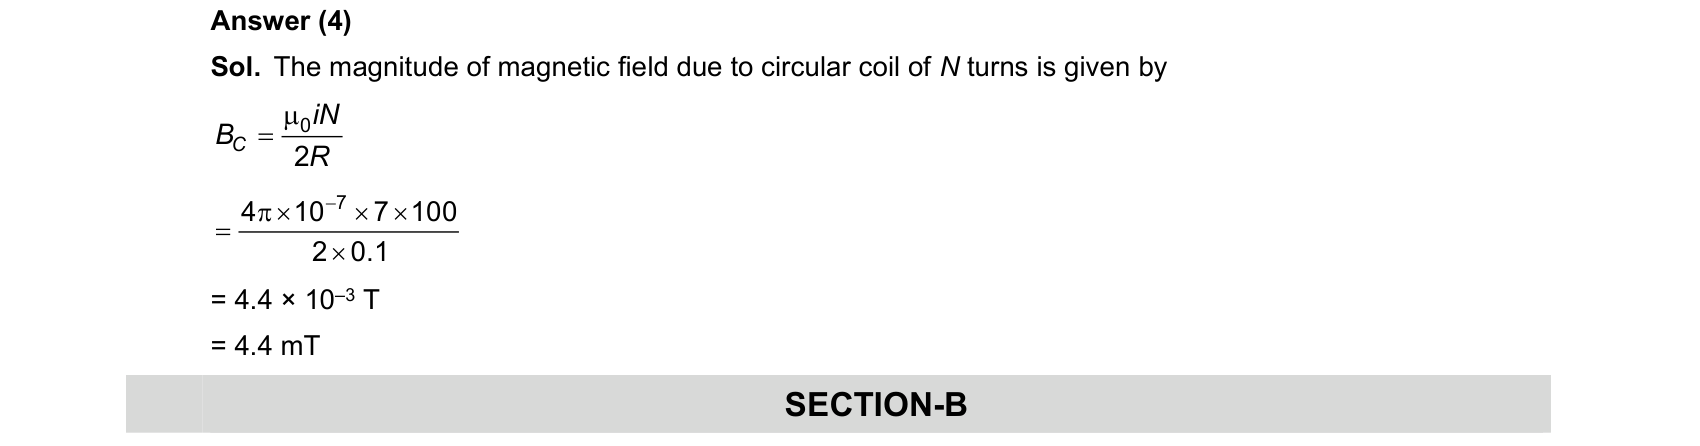 Answer (4)
Sol. The magnitude of magnetic field due to circular coil of N turns is given by
B_C = μ₀iN / 2R
= 4π×10⁻⁷ ×7×100 / 2×0.1
= 4.4 × 10⁻³ T
= 4.4 mT
SECTION-B